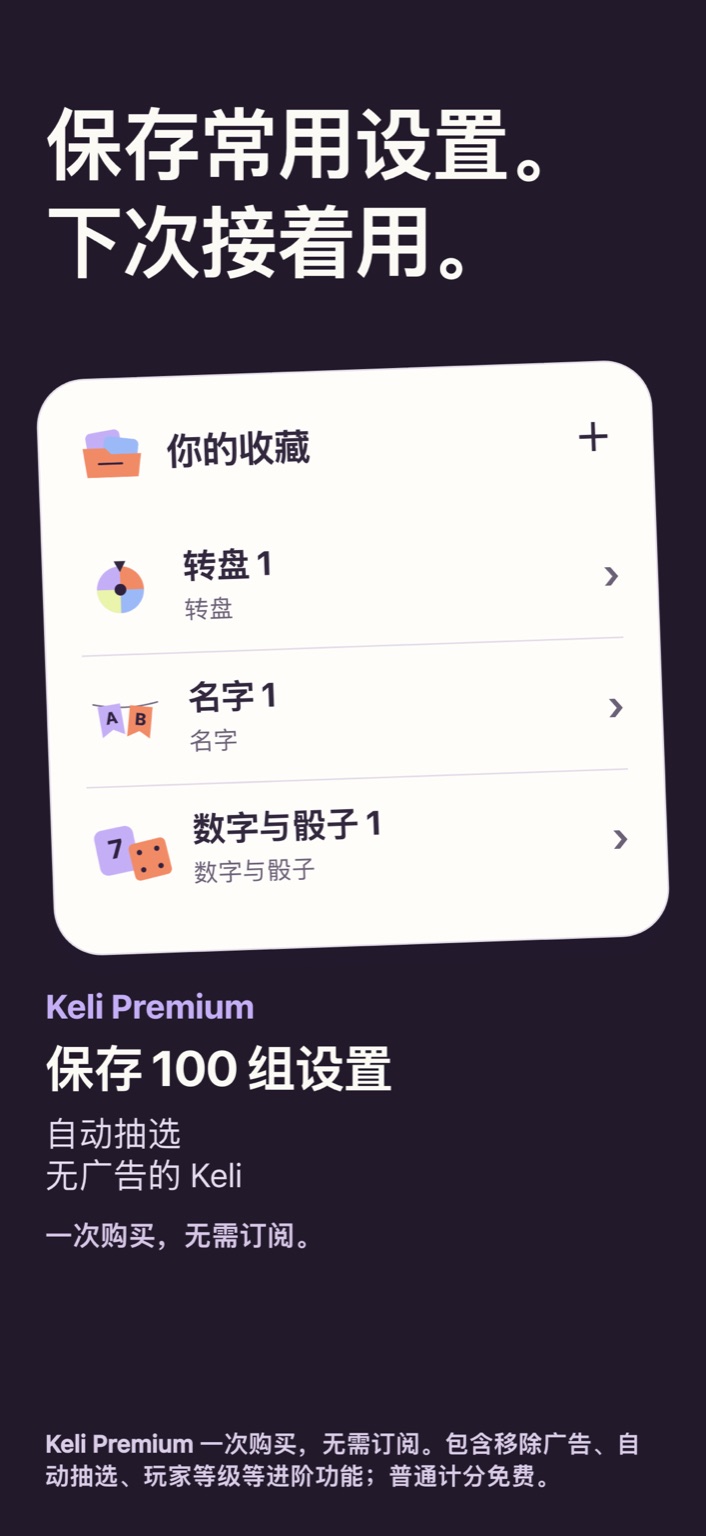 保存常用设置。
下次接着用。
你的收藏
转盘 1
转盘
A B
名字 1
名字
7
数字与骰子 1
数字与骰子
Keli Premium
保存 100 组设置
自动抽选
无广告的 Keli
一次购买，无需订阅。
Keli Premium 一次购买，无需订阅。包含移除广告、自
动抽选、玩家等级等进阶功能；普通计分免费。